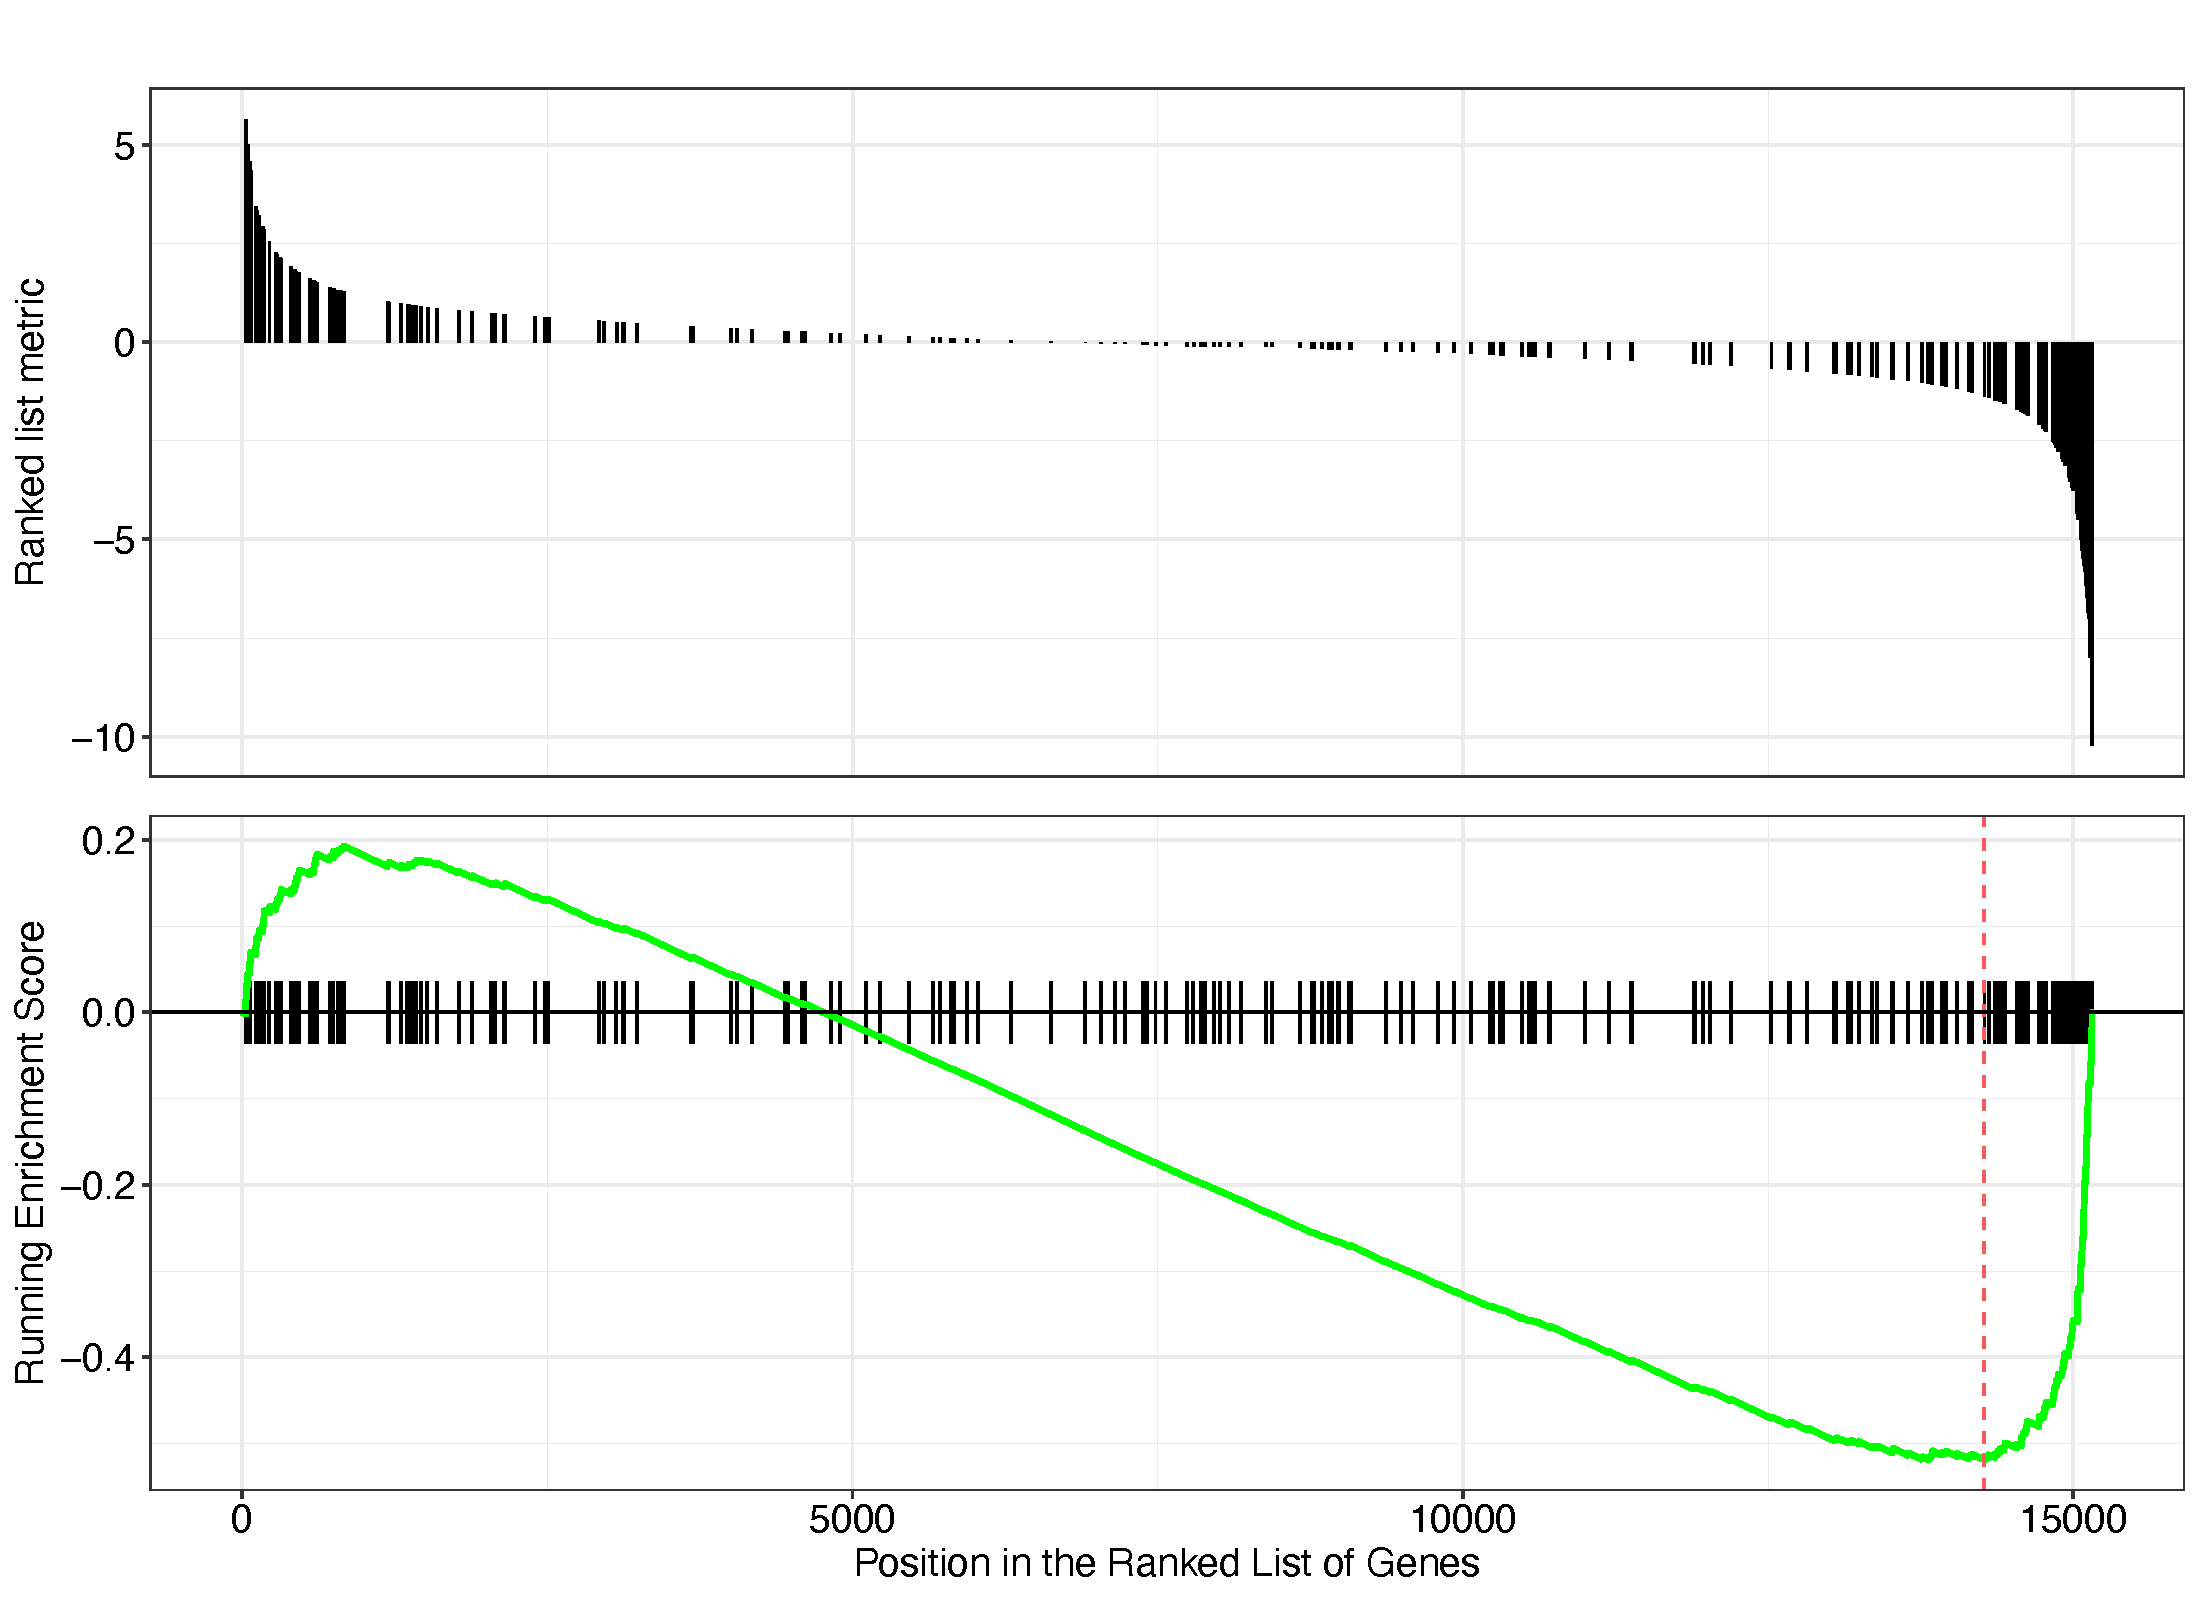 Ranked list metric
5
0
−5
−10
Running Enrichment Score
0.2
0.0
−0.2
−0.4
0 5000 10000 15000
Position in the Ranked List of Genes